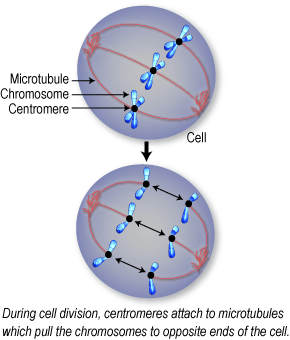 Microtubule
Chromosome
Centromere
Cell
During cell division, centromeres attach to microtubules
which pull the chromosomes to opposite ends of the cell.